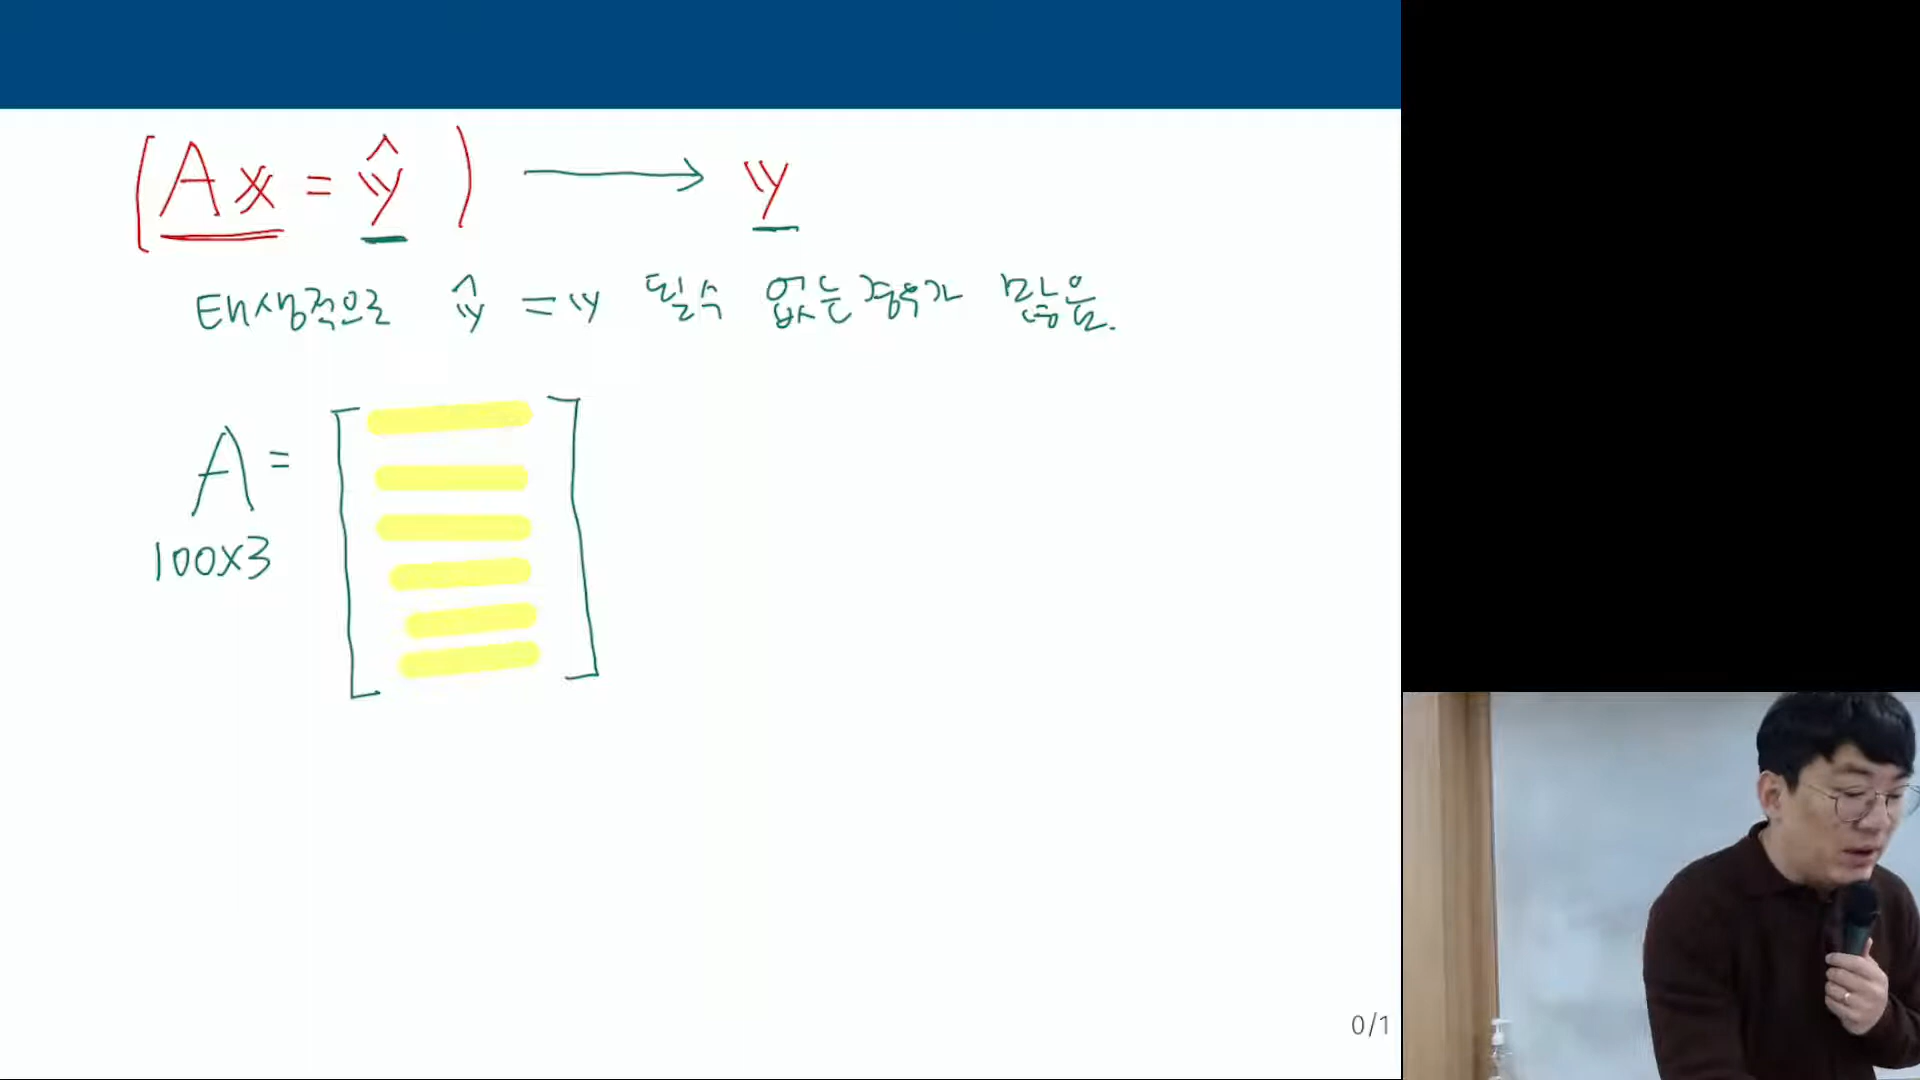 (Ax = ŷ) → y
태생적으로 ŷ = y 될수 없는 경우가 많음.
A =
100x3
0/1